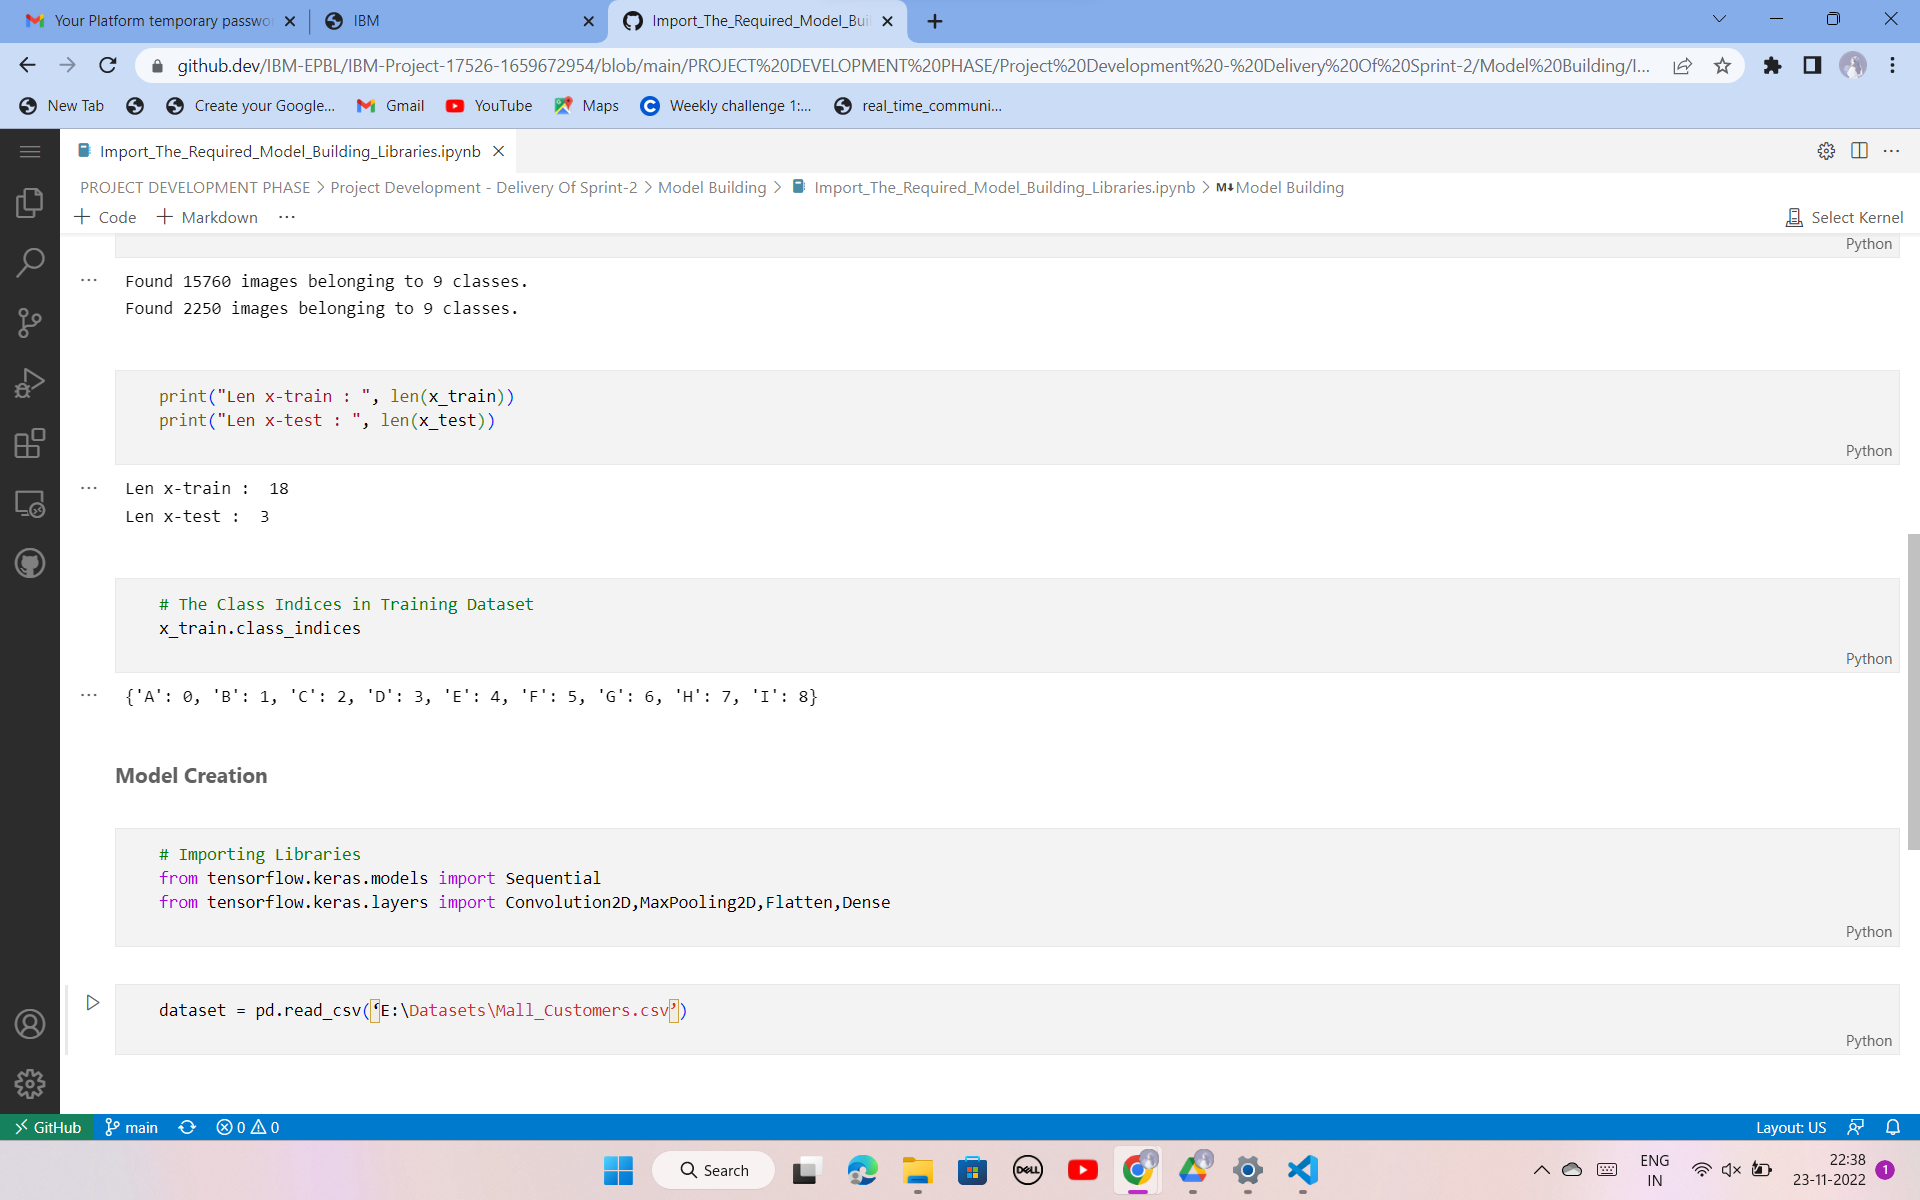 Your Platform temporary passwo
IBM
Import_The_Required_Model_Buil
github.dev/IBM-EPBL/IBM-Project-17526-1659672954/blob/main/PROJECT%20DEVELOPMENT%20PHASE/Project%20Development%20-%20Delivery%20Of%20Sprint-2/Model%20Building/I...
New Tab
Create your Google...
Gmail
YouTube
Maps
Weekly challenge 1:...
real_time_communi...
Import_The_Required_Model_Building_Libraries.ipynb
PROJECT DEVELOPMENT PHASE > Project Development - Delivery Of Sprint-2 > Model Building > Import_The_Required_Model_Building_Libraries.ipynb > M↓ Model Building
+ Code + Markdown ...
Select Kernel
Python
... Found 15760 images belonging to 9 classes.
Found 2250 images belonging to 9 classes.
print("Len x-train : ", len(x_train))
print("Len x-test : ", len(x_test))
Python
... Len x-train :  18
Len x-test :  3
# The Class Indices in Training Dataset
x_train.class_indices
Python
... {'A': 0, 'B': 1, 'C': 2, 'D': 3, 'E': 4, 'F': 5, 'G': 6, 'H': 7, 'I': 8}
Model Creation
# Importing Libraries
from tensorflow.keras.models import Sequential
from tensorflow.keras.layers import Convolution2D,MaxPooling2D,Flatten,Dense
Python
dataset = pd.read_csv(‘E:\Datasets\Mall_Customers.csv’)
Python
GitHub
main
0
0
Layout: US
Search
DELL
ENG
IN
22:38
23-11-2022
1